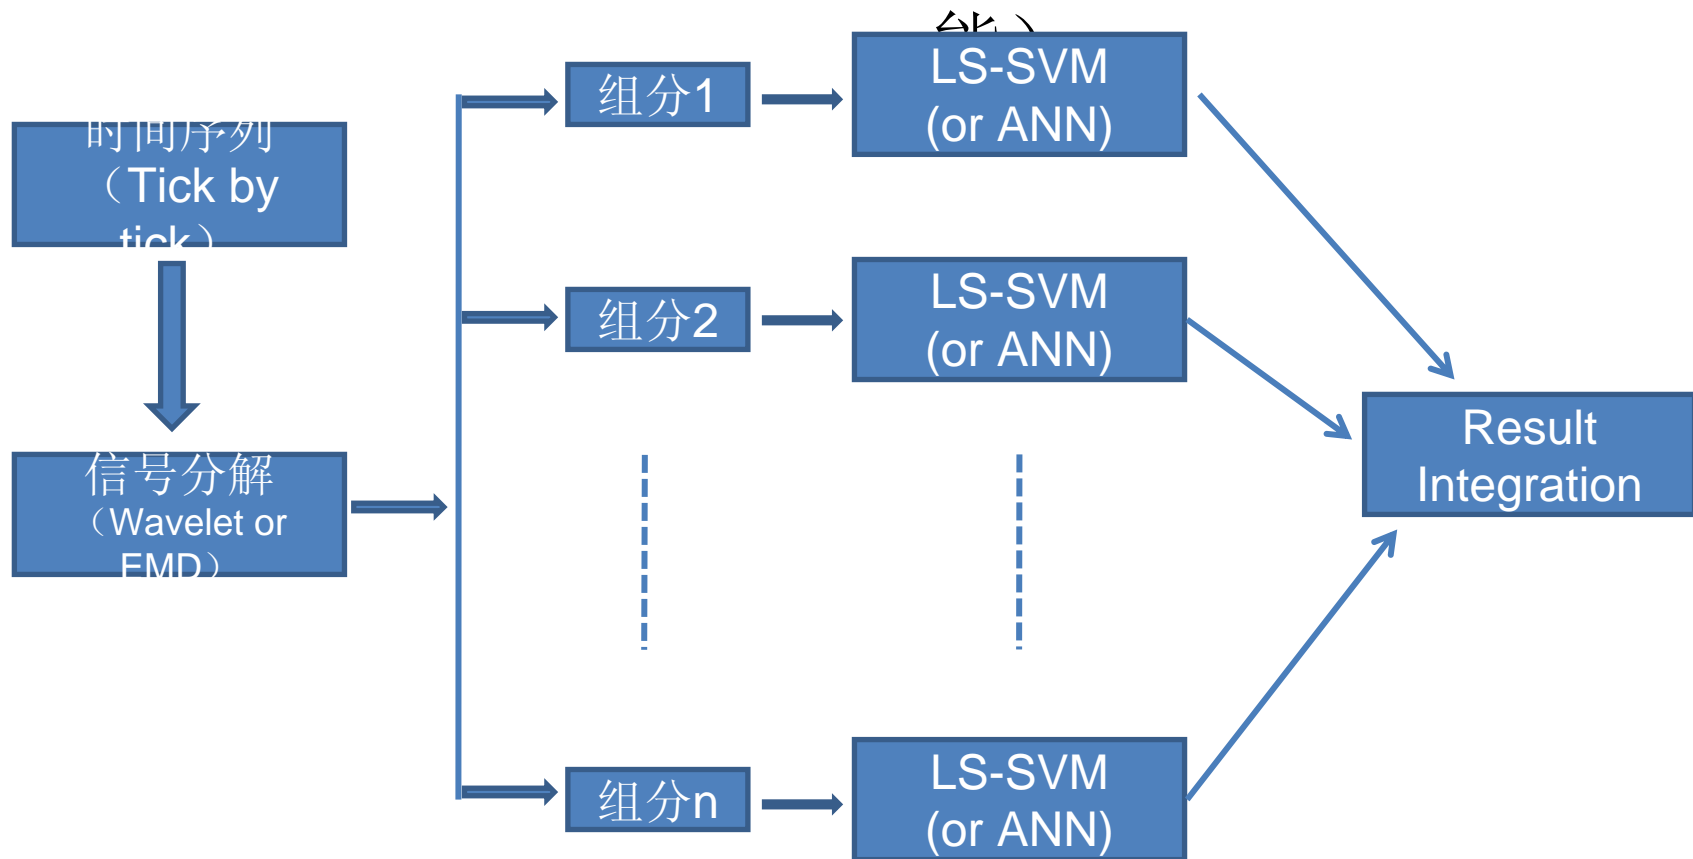 能）
时间序列
（Tick by
tick）
信号分解
（Wavelet or
EMD）
组分1
LS-SVM
(or ANN)
组分2
LS-SVM
(or ANN)
组分n
LS-SVM
(or ANN)
Result
Integration